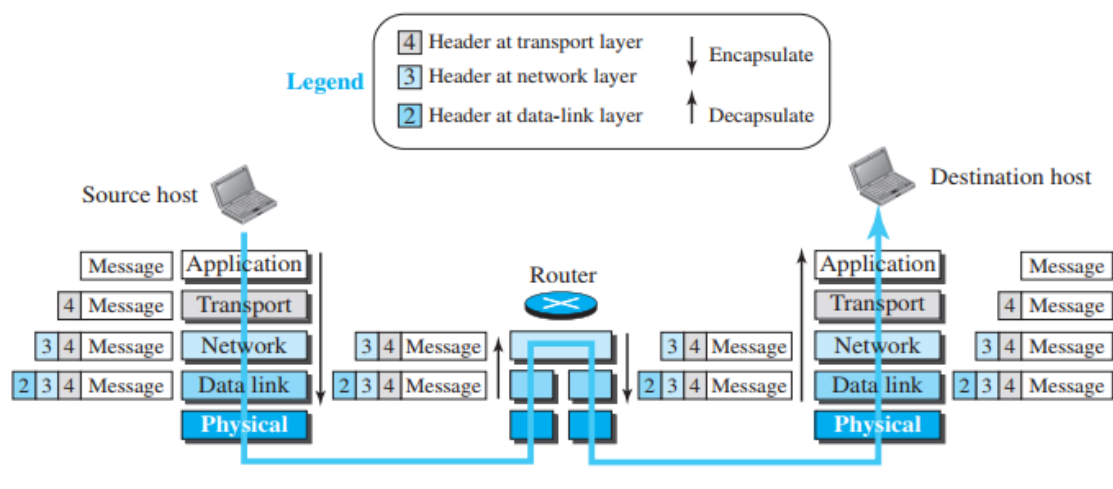 4 Header at transport layer
Encapsulate
Legend
3 Header at network layer
2 Header at data-link layer
Decapsulate
Source host
Destination host
Message Application
Router
Application Message
4 Message Transport
Transport 4 Message
3 4 Message Network
3 4 Message
3 4 Message
Network 3 4 Message
2 3 4 Message Data link
2 3 4 Message
2 3 4 Message
Data link 2 3 4 Message
Physical
Physical